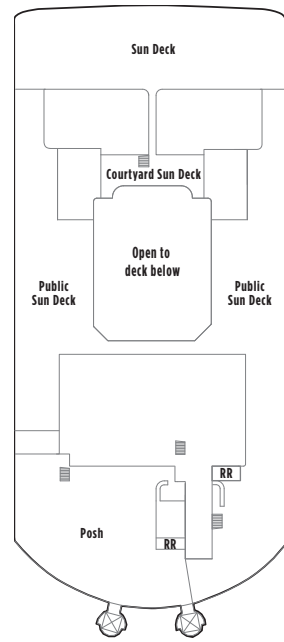 Sun Deck
Courtyard Sun Deck
Open to
deck below
Public
Sun Deck
Public
Sun Deck
RR
Posh
RR